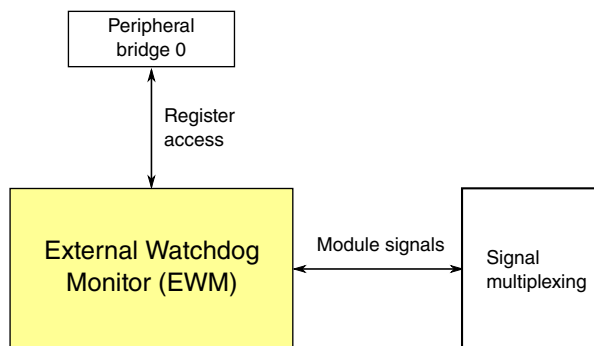 Peripheral
bridge 0
Register
access
External Watchdog
Monitor (EWM)
Module signals
Signal
multiplexing